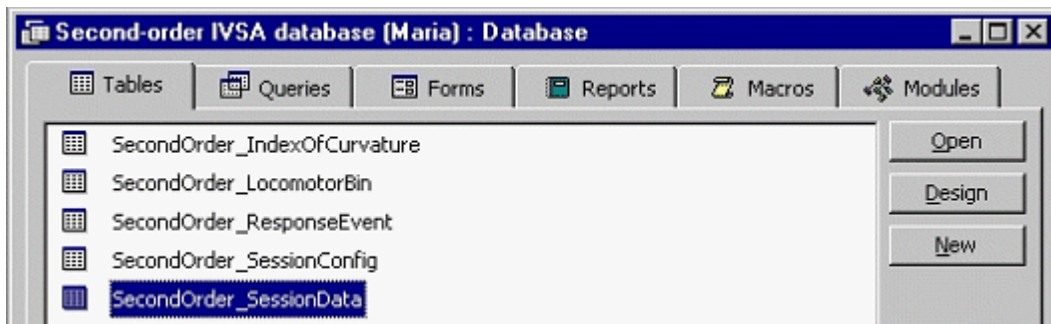 Second-order IVSA database (Maria) : Database
Tables Queries Forms Reports Macros Modules
SecondOrder_IndexOfCurvature
SecondOrder_LocomotorBin
SecondOrder_ResponseEvent
SecondOrder_SessionConfig
SecondOrder_SessionData
Open
Design
New